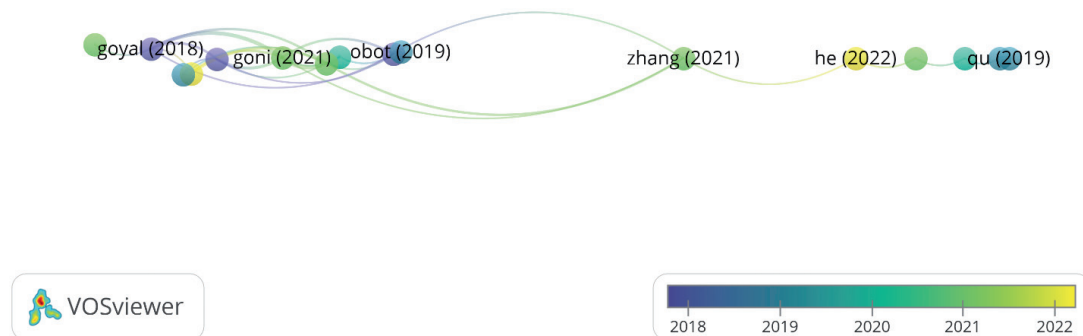 goyal (2018)
goni (2021)
obot (2019)
zhang (2021)
he (2022)
qu (2019)
VOSviewer
2018
2019
2020
2021
2022